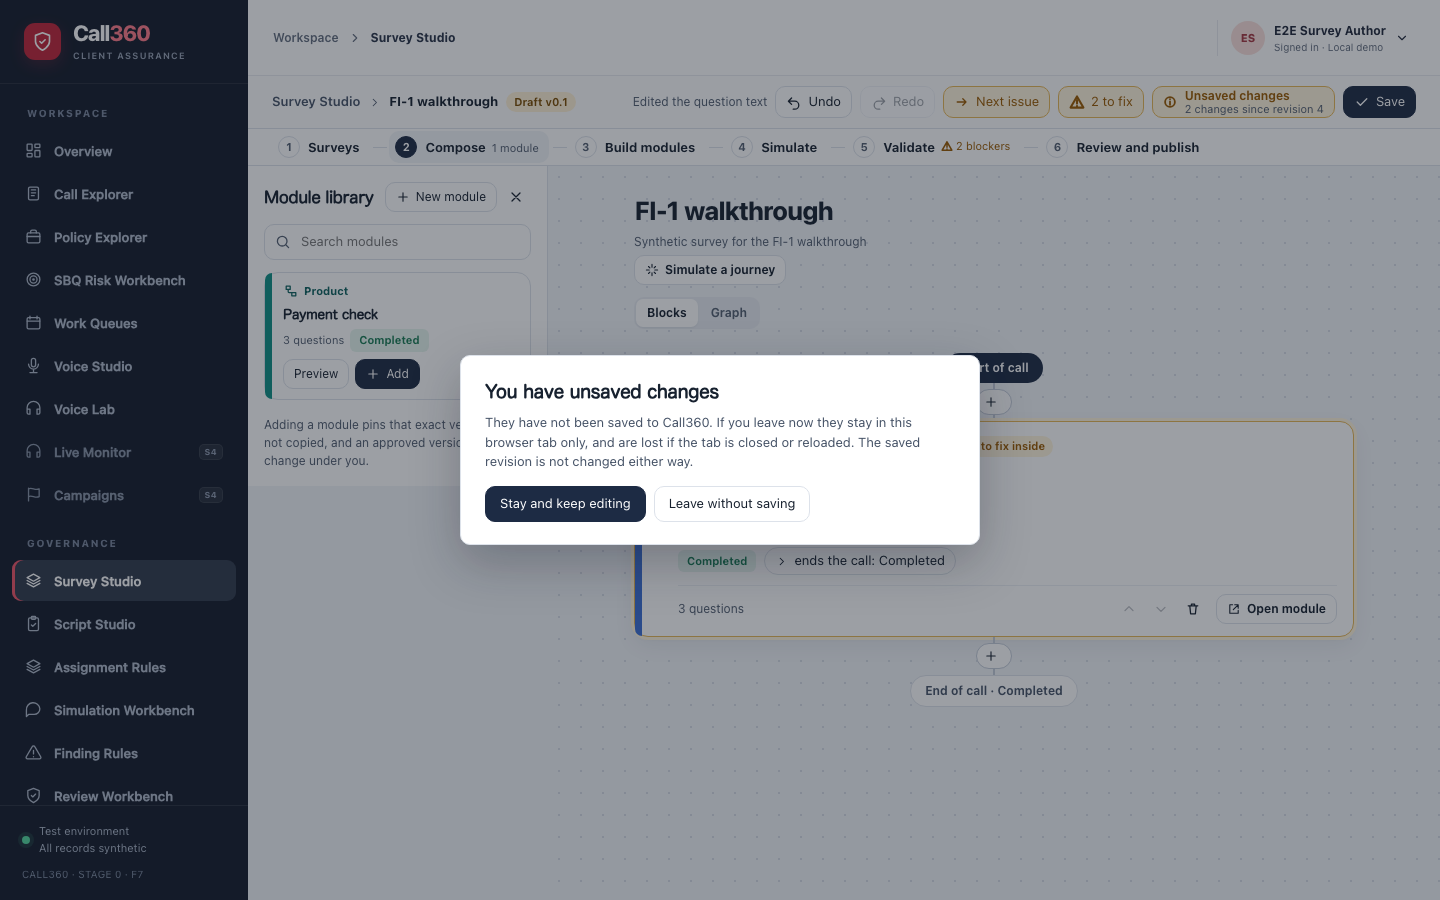 Call360
CLIENT ASSURANCE
WORKSPACE
Overview
Call Explorer
Policy Explorer
SBQ Risk Workbench
Work Queues
Voice Studio
Voice Lab
Live Monitor S4
Campaigns S4
GOVERNANCE
Survey Studio
Script Studio
Assignment Rules
Simulation Workbench
Finding Rules
Review Workbench
Test environment
All records synthetic
CALL360 · STAGE 0 · F7
Workspace > Survey Studio
ES
E2E Survey Author
Signed in · Local demo
Survey Studio > FI-1 walkthrough Draft v0.1
Edited the question text
Undo
Redo
Next issue
2 to fix
Unsaved changes
2 changes since revision 4
Save
1 Surveys
2 Compose 1 module
3 Build modules
4 Simulate
5 Validate 2 blockers
6 Review and publish
Module library
New module
Search modules
Product
Payment check
3 questions Completed
Preview
Add
Adding a module pins that exact
not copied, and an approved
change under you.
FI-1 walkthrough
Synthetic survey for the FI-1 walkthrough
Simulate a journey
Blocks
Graph
of call
to fix inside
You have unsaved changes
They have not been saved to Call360. If you leave now they stay in this
browser tab only, and are lost if the tab is closed or reloaded. The saved
revision is not changed either way.
Stay and keep editing
Leave without saving
Completed
ends the call: Completed
3 questions
Open module
End of call · Completed